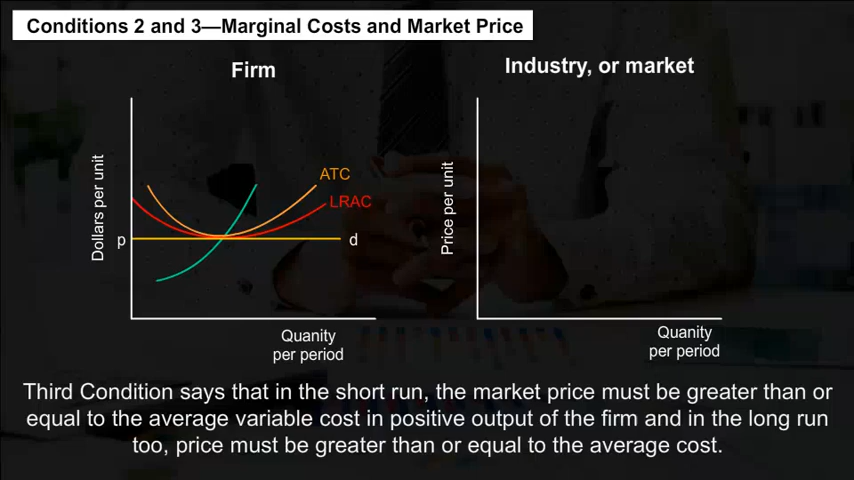 Conditions 2 and 3—Marginal Costs and Market Price
Firm
Industry, or market
Dollars per unit
ATC
LRAC
p
d
Quanity
per period
Price per unit
Quanity
per period
Third Condition says that in the short run, the market price must be greater than or
equal to the average variable cost in positive output of the firm and in the long run
too, price must be greater than or equal to the average cost.